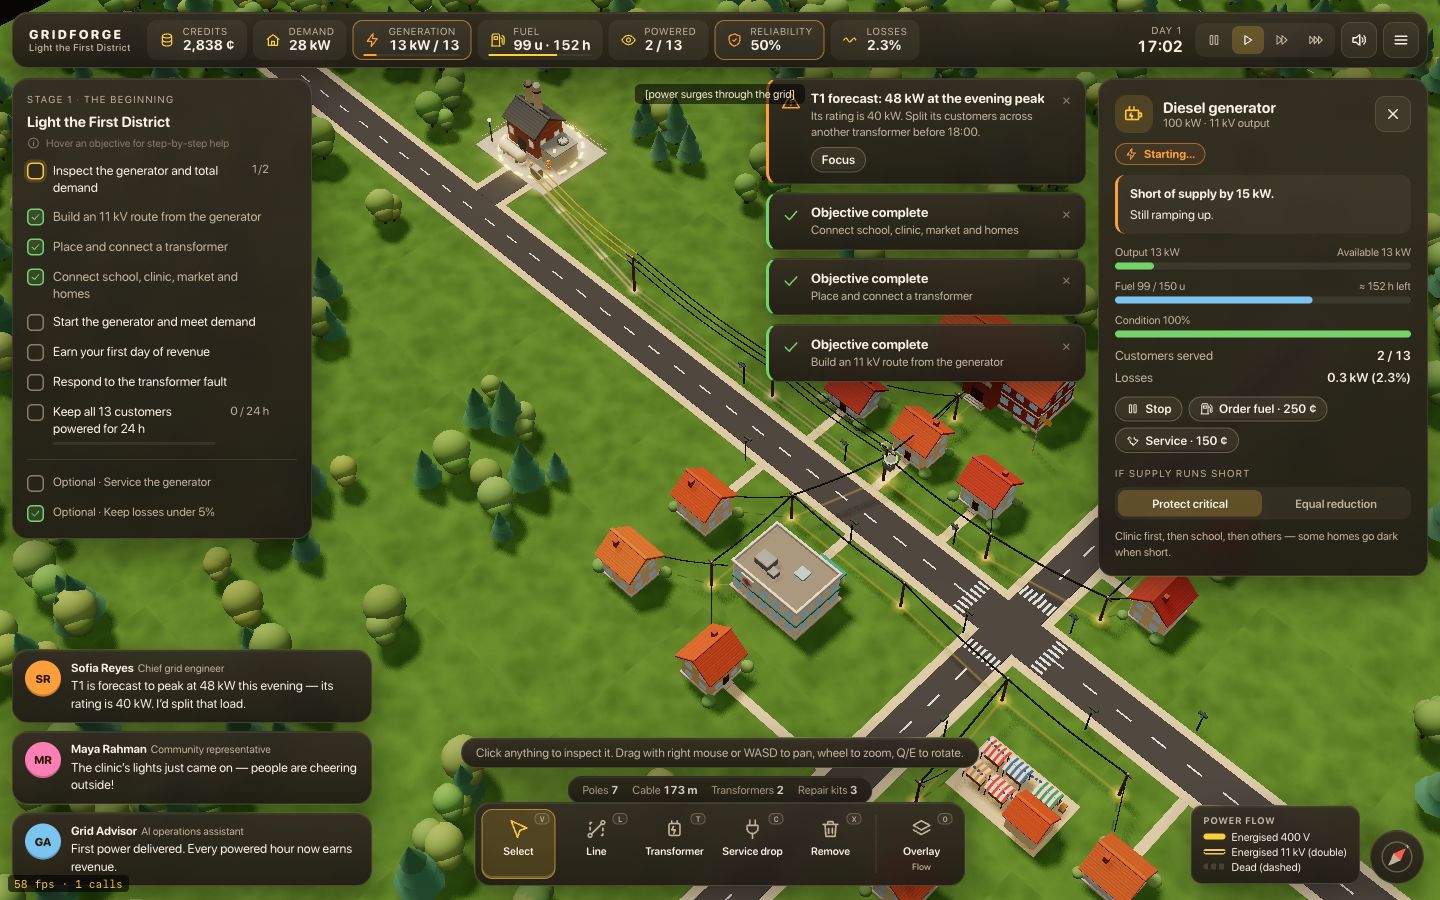 GRIDFORGE
Light the First District
CREDITS
2,838 ¢
DEMAND
28 kW
GENERATION
13 kW / 13
FUEL
99 u · 152 h
POWERED
2 / 13
RELIABILITY
50%
LOSSES
2.3%
DAY 1
17:02
STAGE 1 · THE BEGINNING
Light the First District
Hover an objective for step-by-step help
Inspect the generator and total
demand
1/2
Build an 11 kV route from the generator
Place and connect a transformer
Connect school, clinic, market and
homes
Start the generator and meet demand
Earn your first day of revenue
Respond to the transformer fault
Keep all 13 customers
powered for 24 h
0 / 24 h
Optional · Service the generator
Optional · Keep losses under 5%
[power surges through the grid]
T1 forecast: 48 kW at the evening peak
Its rating is 40 kW. Split its customers across
another transformer before 18:00.
Focus
Objective complete
Connect school, clinic, market and homes
Objective complete
Place and connect a transformer
Objective complete
Build an 11 kV route from the generator
Diesel generator
100 kW · 11 kV output
Starting…
Short of supply by 15 kW.
Still ramping up.
Output 13 kW
Available 13 kW
Fuel 99 / 150 u
≈ 152 h left
Condition 100%
Customers served
2 / 13
Losses
0.3 kW (2.3%)
Stop
Order fuel · 250 ¢
Service · 150 ¢
IF SUPPLY RUNS SHORT
Protect critical
Equal reduction
Clinic first, then school, then others — some homes go dark
when short.
SR
Sofia Reyes Chief grid engineer
T1 is forecast to peak at 48 kW this evening — its
rating is 40 kW. I'd split that load.
MR
Maya Rahman Community representative
The clinic's lights just came on — people are cheering
outside!
GA
Grid Advisor AI operations assistant
First power delivered. Every powered hour now earns
revenue.
58 fps · 1 calls
Click anything to inspect it. Drag with right mouse or WASD to pan, wheel to zoom, Q/E to rotate.
Poles 7 Cable 173 m Transformers 2 Repair kits 3
V
Select
L
Line
T
Transformer
C
Service drop
X
Remove
O
Overlay
Flow
POWER FLOW
Energised 400 V
Energised 11 kV (double)
Dead (dashed)